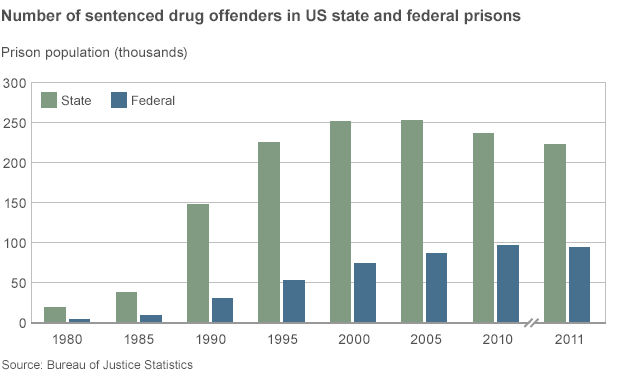 Number of sentenced drug offenders in US state and federal prisons
Prison population (thousands)
300
State Federal
250
200
150
100
50
0
1980 1985 1990 1995 2000 2005 2010 2011
Source: Bureau of Justice Statistics